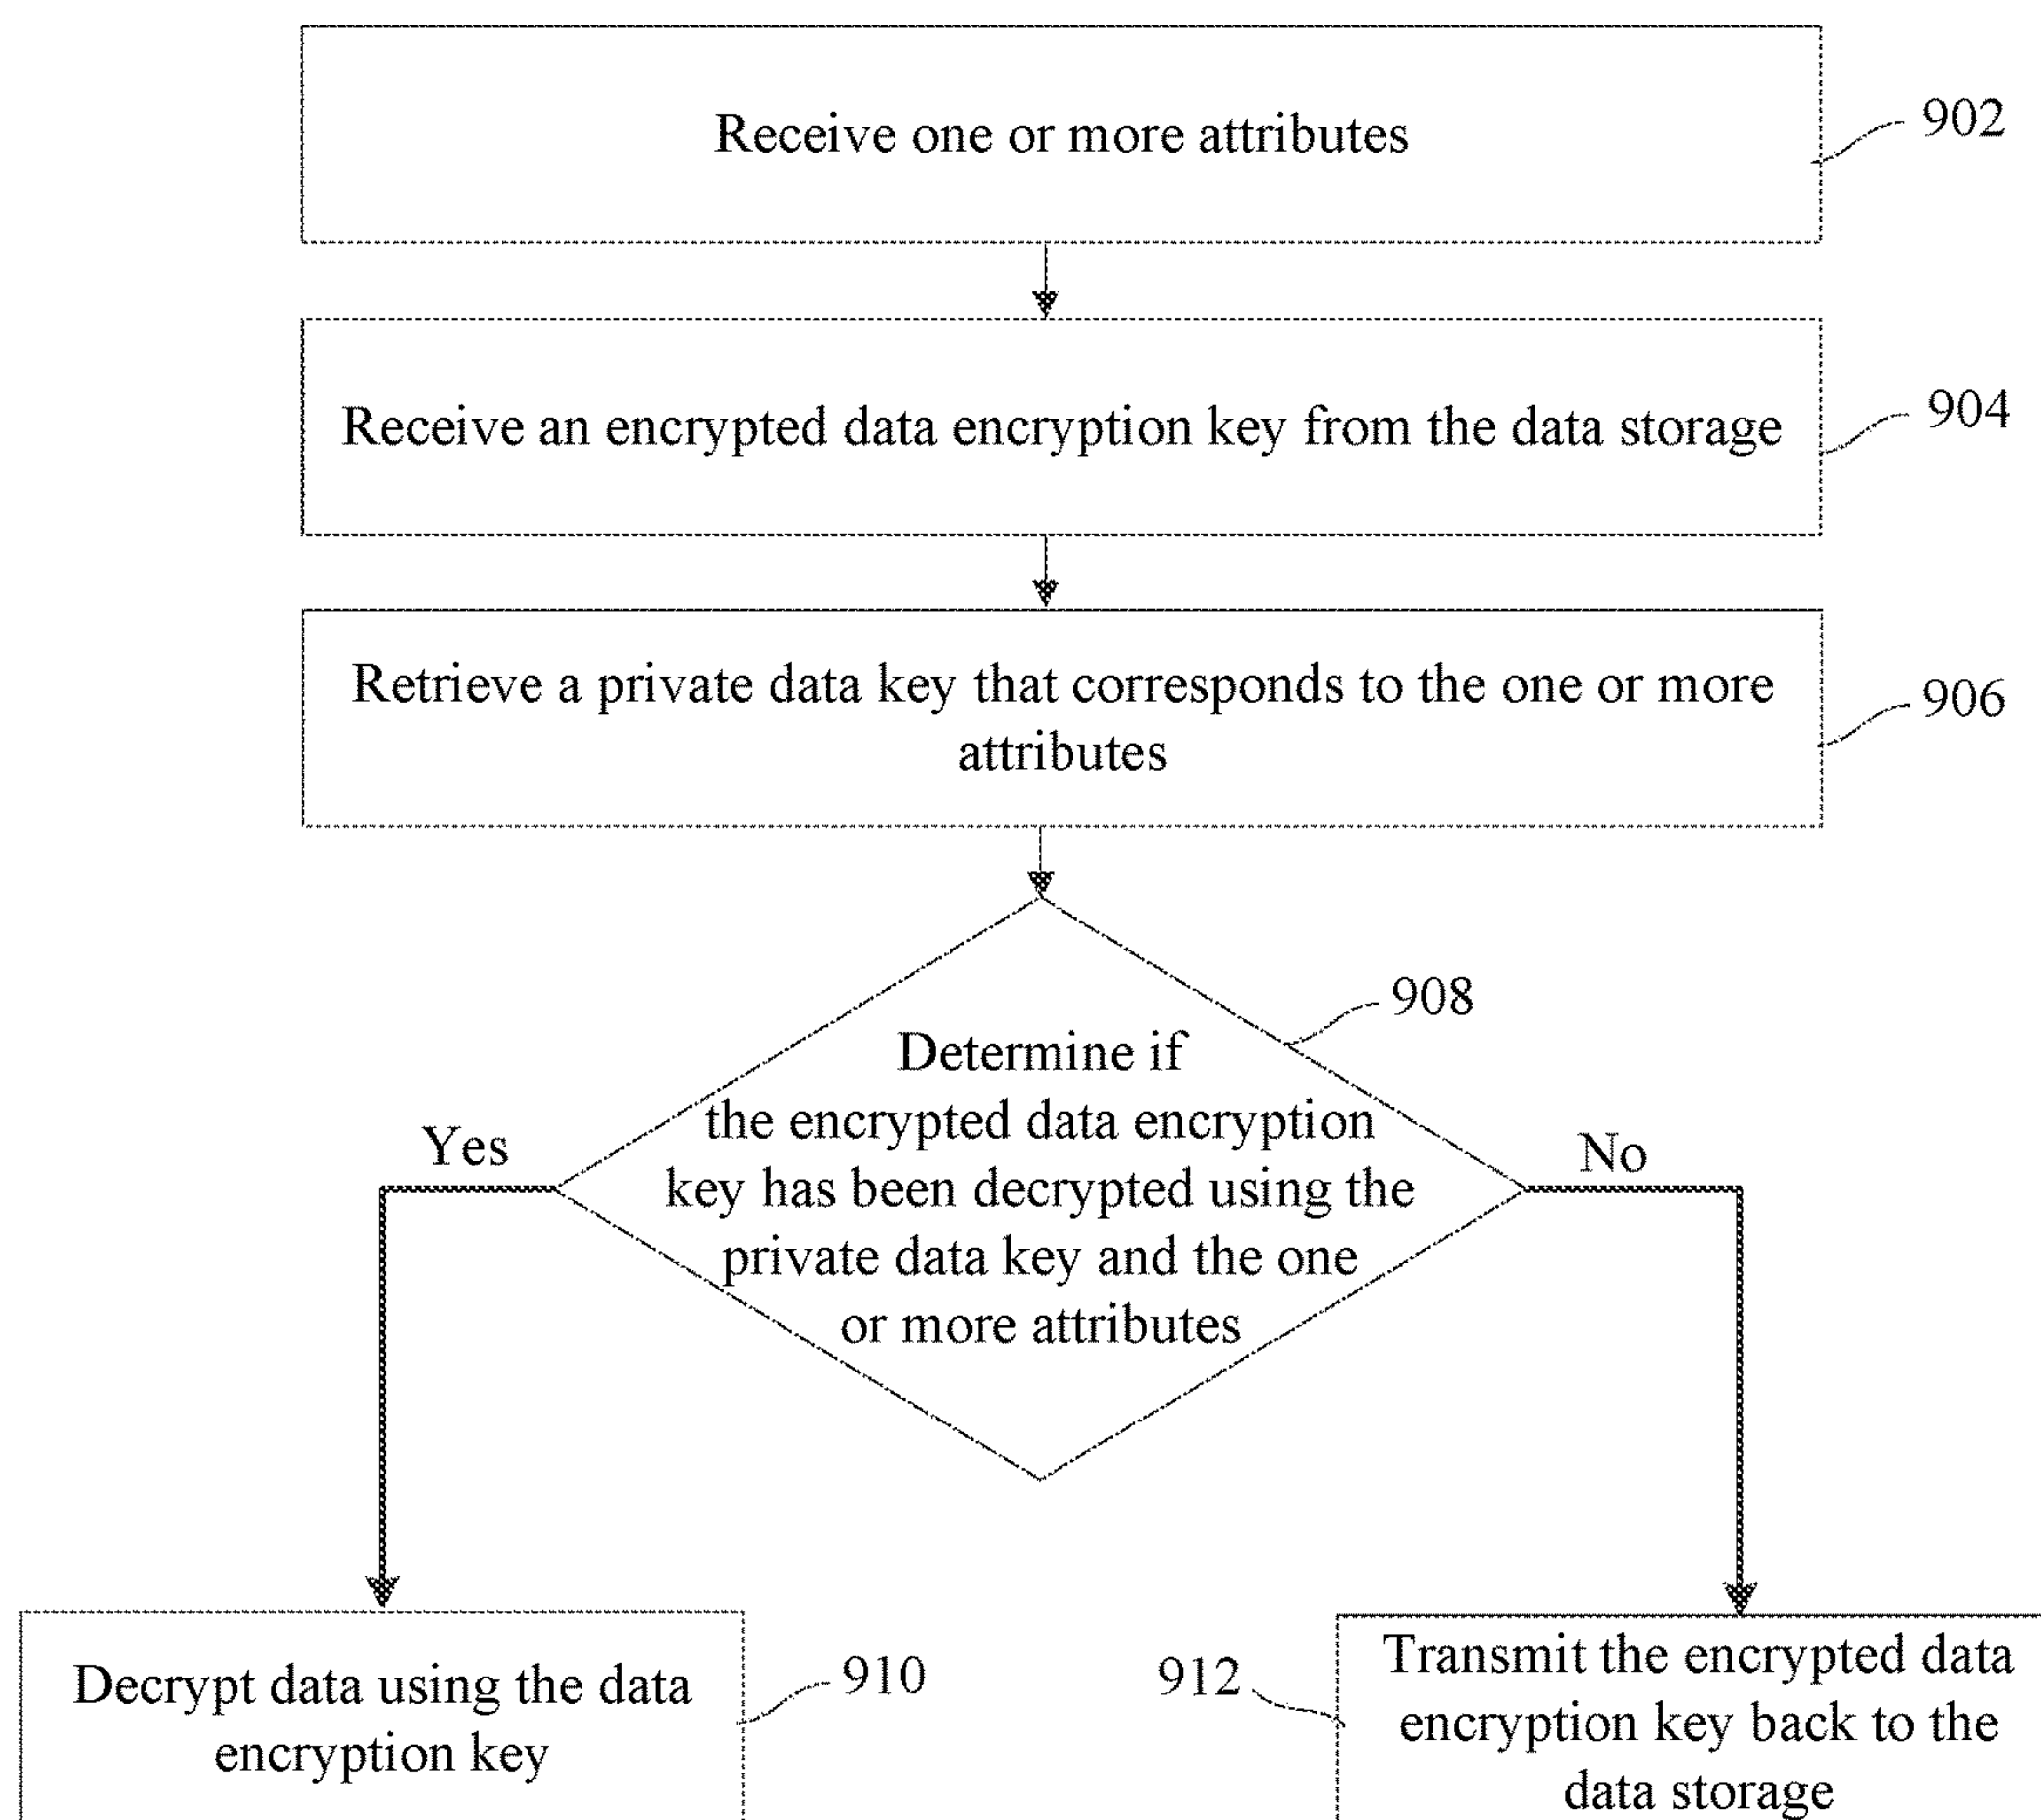 Receive one or more attributes
902
Receive an encrypted data encryption key from the data storage
904
Retrieve a private data key that corresponds to the one or more
attributes
906
908
Determine if
the encrypted data encryption
key has been decrypted using the
private data key and the one
or more attributes
Yes
No
Decrypt data using the data
encryption key
910
912
Transmit the encrypted data
encryption key back to the
data storage